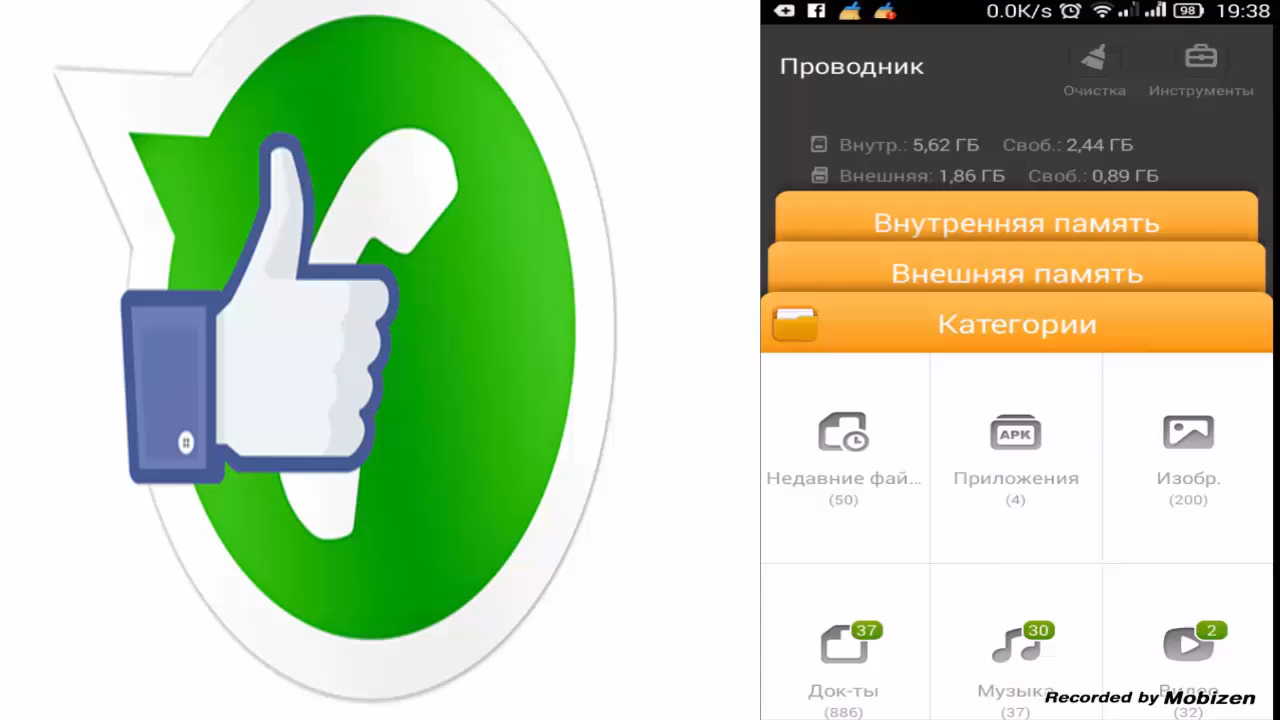 0.0K/s 98 19:38
Проводник
Очистка Инструменты
Внутр.: 5,62 ГБ Своб.: 2,44 ГБ
Внешняя: 1,86 ГБ Своб.: 0,89 ГБ
Внутренняя память
Внешняя память
Категории
APK
Недавние фай... Приложения Изобр.
(50) (4) (200)
37 30 2
Док-ты Музыка Видео
Recorded by Mobizen
(886) (37) (32)